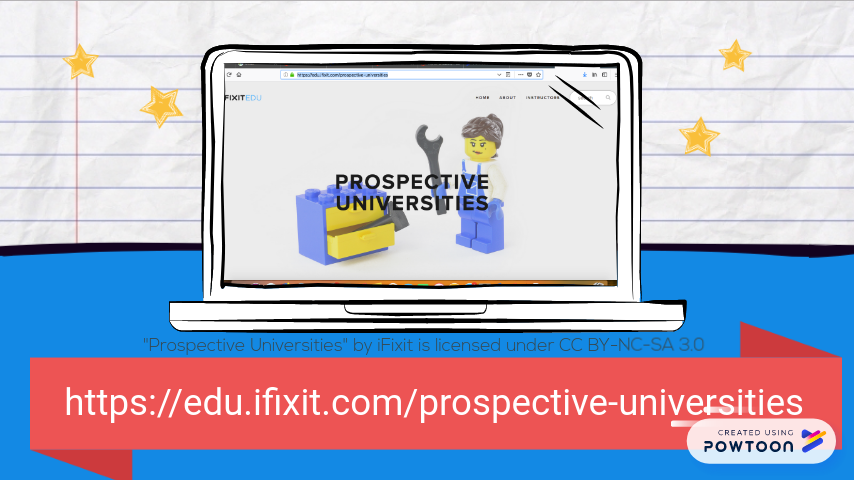 https://edu.ifixit.com/prospective-universities
FIXITEDU
HOME ABOUT INSTRUCTORS
PROSPECTIVE
UNIVERSITIES
"Prospective Universities" by iFixit is licensed under CC BY-NC-SA 3.0
https://edu.ifixit.com/prospective-universities
CREATED USING
POWTOON